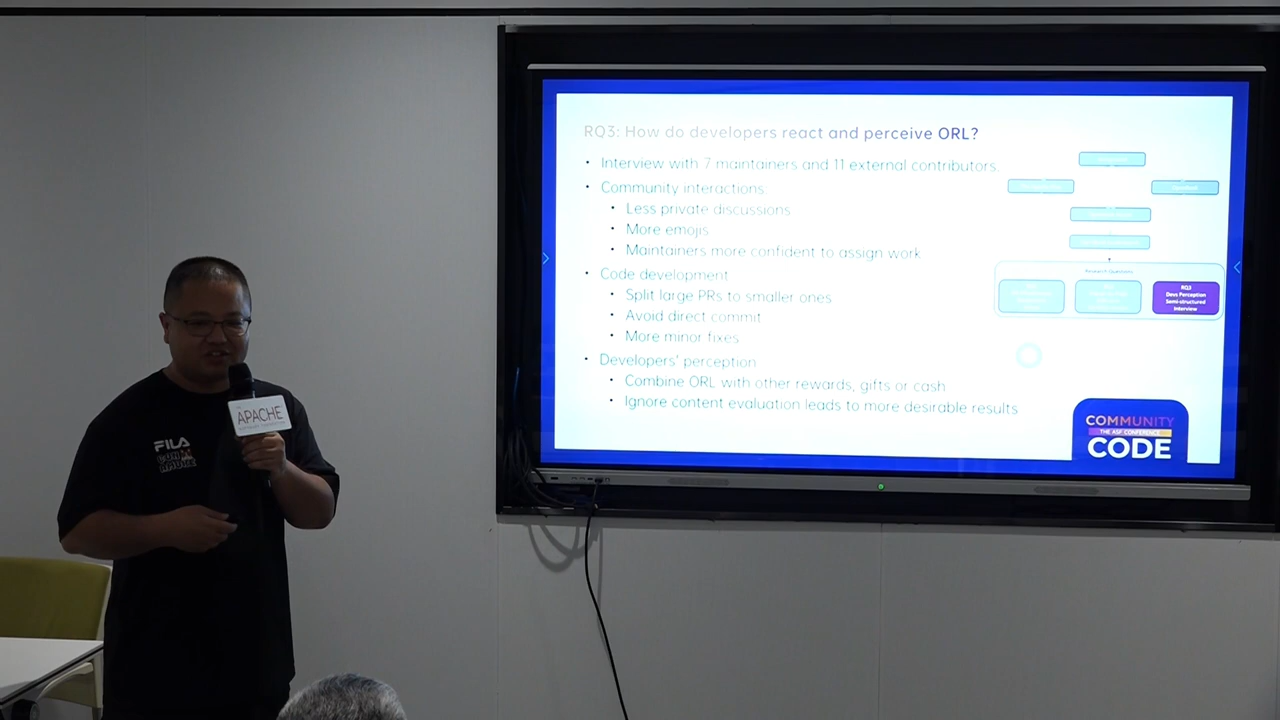 RQ3: How do developers react and perceive ORL?
• Interview with 7 maintainers and 11 external contributors.
• Community interactions.
• Less private discussions
• More emojis
• Maintainers more confident to assign work
• Code development
• Split large PRs to smaller ones
• Avoid direct commit
• More minor fixes
• Developers' perception
• Combine ORL with other rewards, gifts or cash
• Ignore content evaluation leads to more desirable results
Research Questions
RQ3
Devs Perception
Semi-structured
Interview
COMMUNITY
THE ASF CONFERENCE
CODE
APACHE
FILA